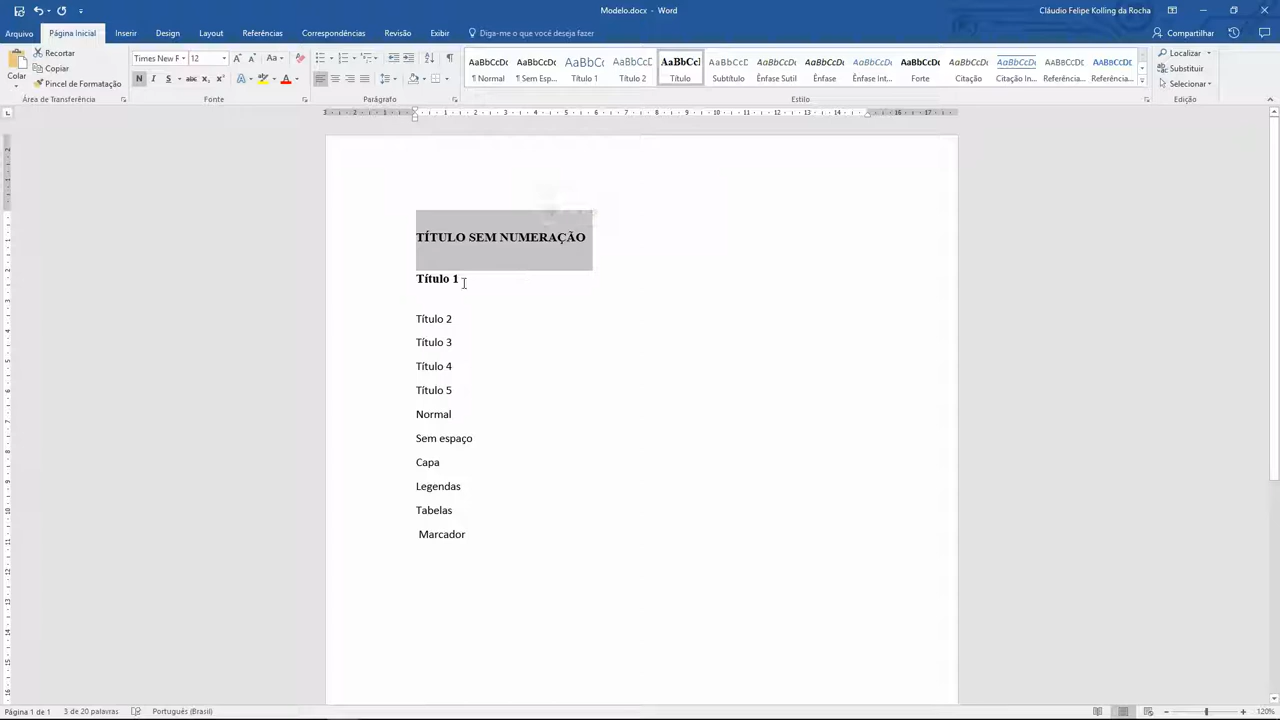 Modelo.docx - Word
Cláudio Felipe Kolling da Rocha
Arquivo Página Inicial Inserir Design Layout Referências Correspondências Revisão Exibir Diga-me o que você deseja fazer Compartilhar
Colar
Recortar
Copiar
Pincel de Formatação
Área de Transferência
Times New F 12
Fonte
Parágrafo
AaBbCcDc AaBbCcDc AaBbC( AaBbCcC AaBbCc! AaBbCcC AaBbCcDc AaBbCcDc AaBbCcDc AaBbCcDc AaBbCcDc AaBbCcDc AaBbCcDc AaBbCcDc
¶ Normal ¶ Sem Esp... Título 1 Título 2 Título Subtítulo Ênfase Sutil Ênfase Ênfase Int... Forte Citação Citação In... Referência... Referência...
Estilo
Localizar
Substituir
Selecionar
Edição
TÍTULO SEM NUMERAÇÃO
Título 1
Título 2
Título 3
Título 4
Título 5
Normal
Sem espaço
Capa
Legendas
Tabelas
Marcador
Página 1 de 1 3 de 20 palavras Português (Brasil) 120%